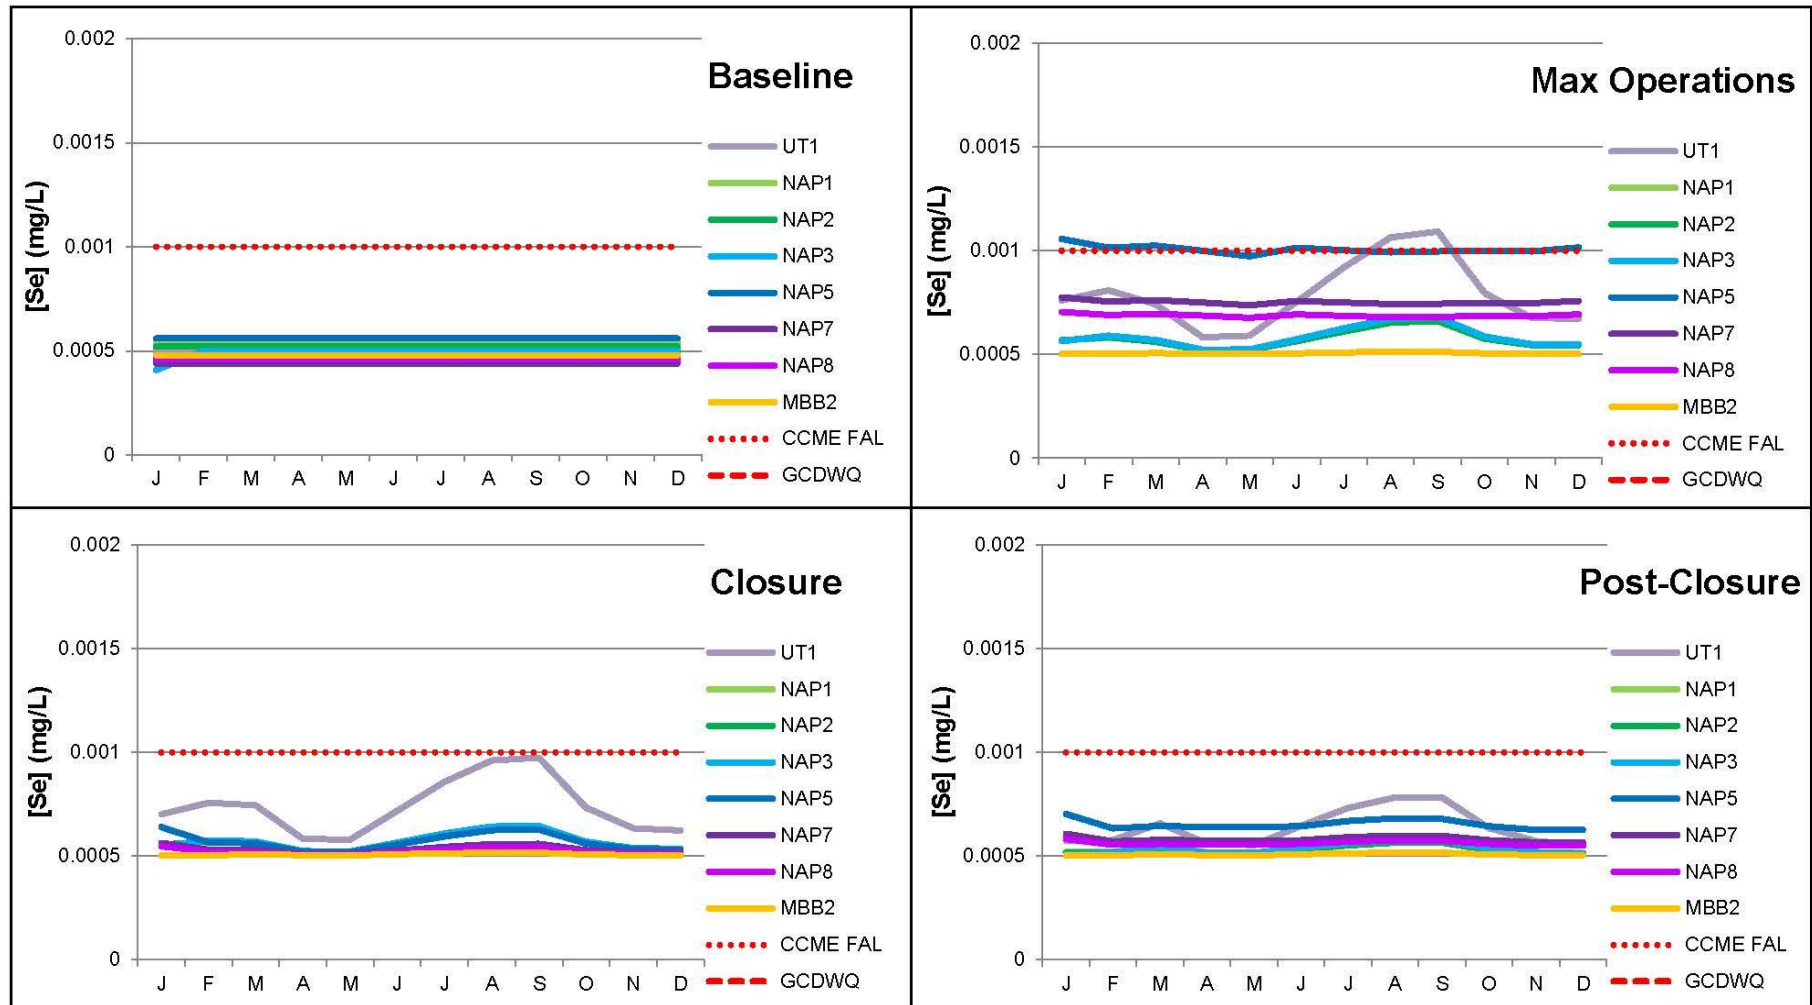 Baseline
[Se] (mg/L)
0.002
0.0015
0.001
0.0005
0
J F M A M J J A S O N D
UT1
NAP1
NAP2
NAP3
NAP5
NAP7
NAP8
MBB2
CCME FAL
GCDWQ
Max Operations
[Se] (mg/L)
0.002
0.0015
0.001
0.0005
0
J F M A M J J A S O N D
UT1
NAP1
NAP2
NAP3
NAP5
NAP7
NAP8
MBB2
CCME FAL
GCDWQ
Closure
[Se] (mg/L)
0.002
0.0015
0.001
0.0005
0
J F M A M J J A S O N D
UT1
NAP1
NAP2
NAP3
NAP5
NAP7
NAP8
MBB2
CCME FAL
GCDWQ
Post-Closure
[Se] (mg/L)
0.002
0.0015
0.001
0.0005
0
J F M A M J J A S O N D
UT1
NAP1
NAP2
NAP3
NAP5
NAP7
NAP8
MBB2
CCME FAL
GCDWQ